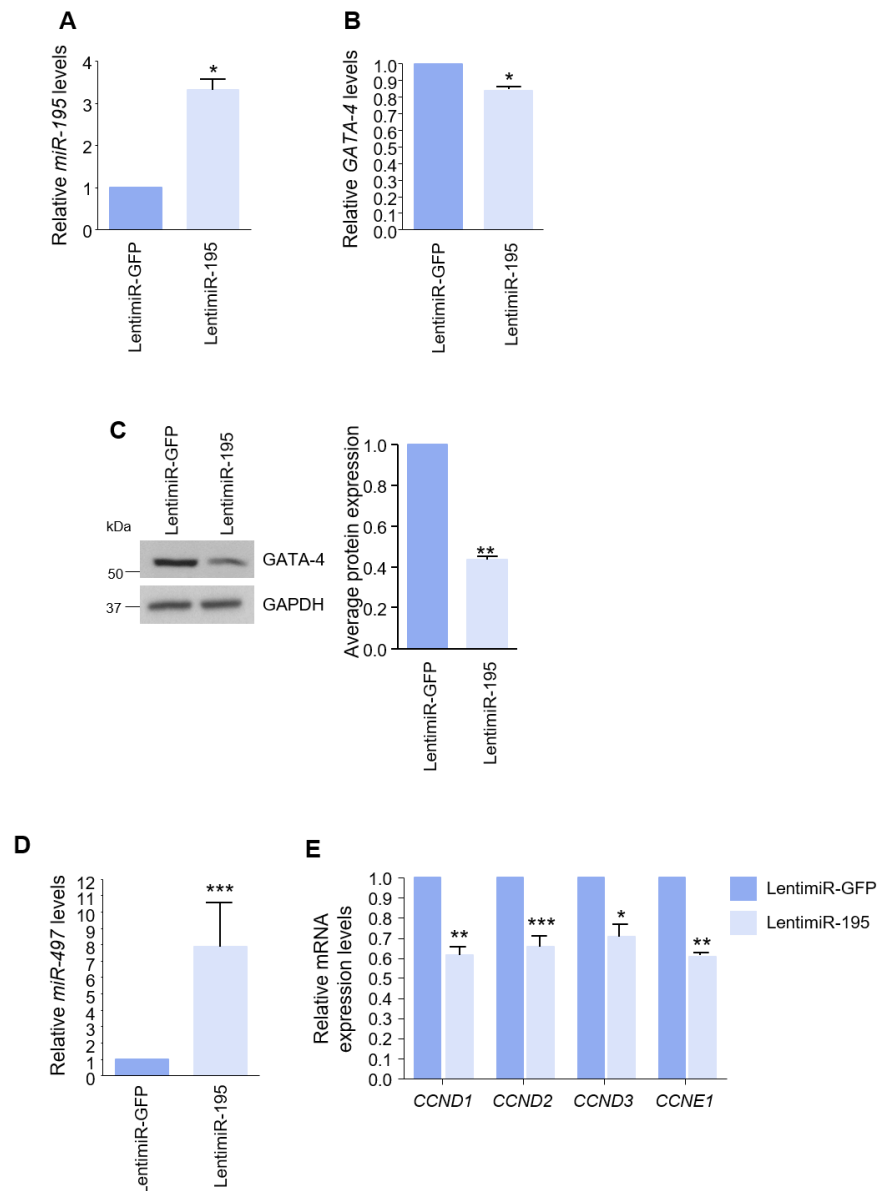 A
Relative miR-195 levels
4
3
2
1
0
*
LentimiR-GFP
LentimiR-195
B
Relative GATA-4 levels
1.0
0.9
0.8
0.7
0.6
0.5
0.4
0.3
0.2
0.1
0
*
LentimiR-GFP
LentimiR-195
C
LentimiR-GFP
LentimiR-195
kDa
50
GATA-4
37
GAPDH
Average protein expression
1.0
0.8
0.6
0.4
0.2
0.0
**
LentimiR-GFP
LentimiR-195
D
Relative miR-497 levels
12
11
10
9
8
7
6
5
4
3
2
1
0
***
LentimiR-GFP
LentimiR-195
E
Relative mRNA
expression levels
1.0
0.9
0.8
0.7
0.6
0.5
0.4
0.3
0.2
0.1
0.0
** *** * **
CCND1 CCND2 CCND3 CCNE1
LentimiR-GFP
LentimiR-195